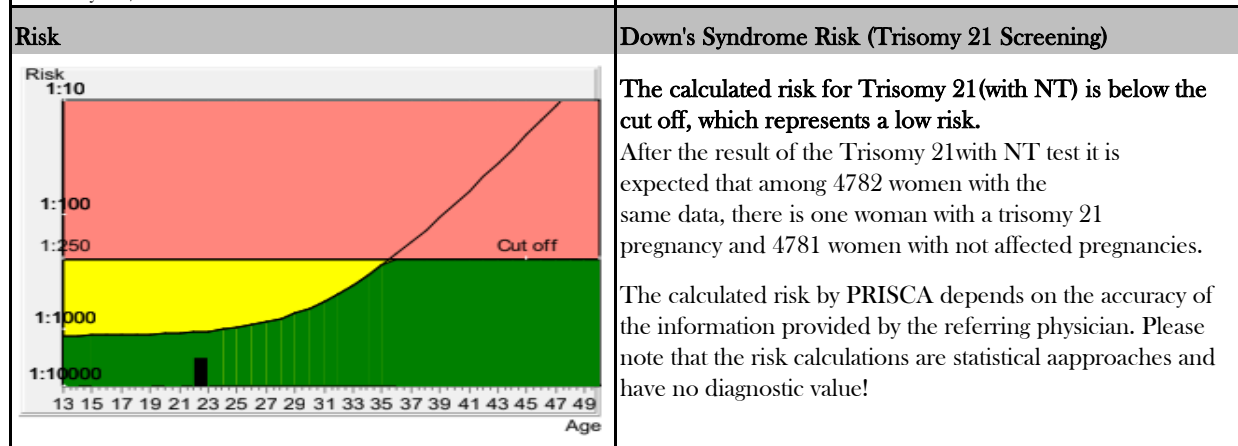 Risk
Down's Syndrome Risk (Trisomy 21 Screening)
Risk
1:10
1:100
1:250
Cut off
1:1000
1:10000
13 15 17 19 21 23 25 27 29 31 33 35 37 39 41 43 45 47 49
Age
The calculated risk for Trisomy 21(with NT) is below the
cut off, which represents a low risk.
After the result of the Trisomy 21with NT test it is
expected that among 4782 women with the
same data, there is one woman with a trisomy 21
pregnancy and 4781 women with not affected pregnancies.
The calculated risk by PRISCA depends on the accuracy of
the information provided by the referring physician. Please
note that the risk calculations are statistical aapproaches and
have no diagnostic value!